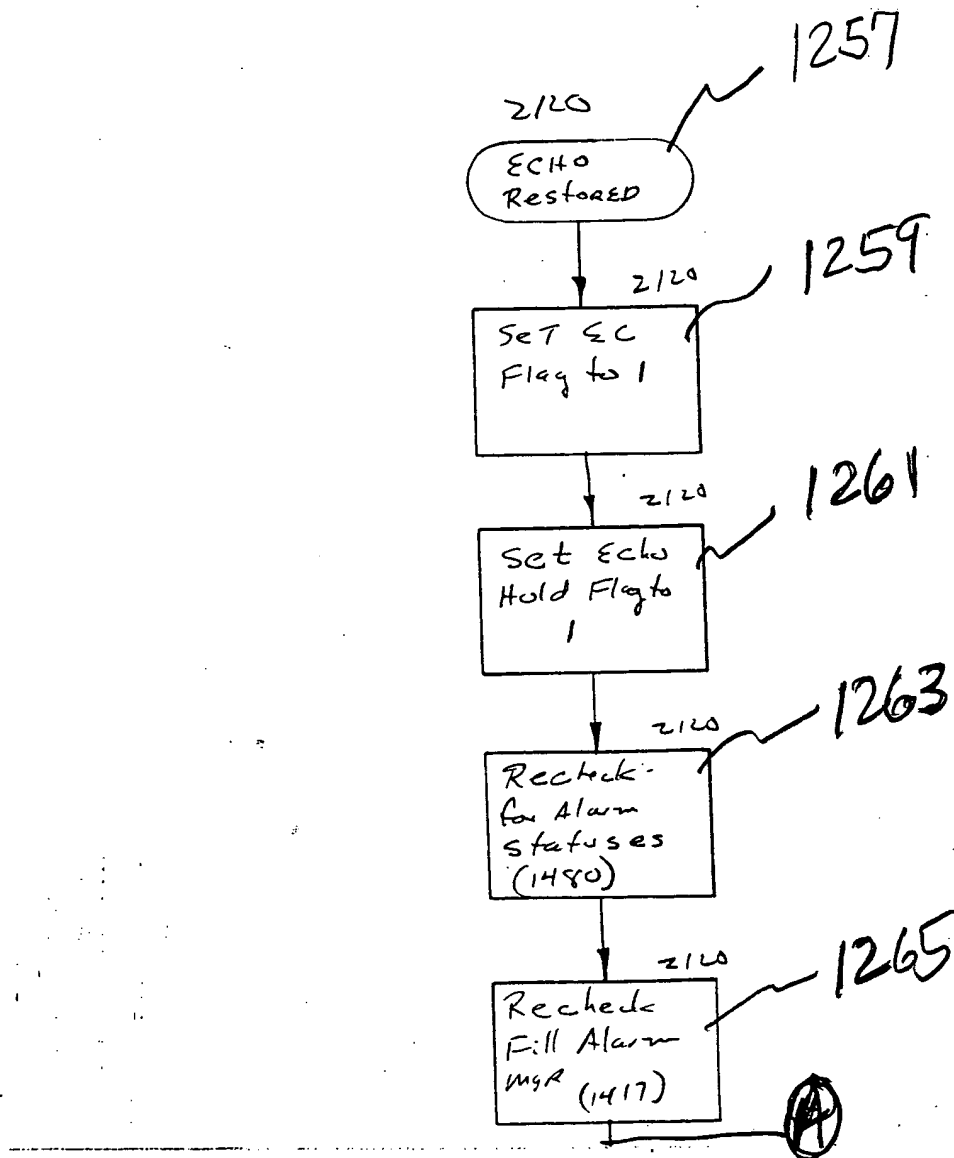 1257
2120
ECHO
Restored
1259
2120
Set EC
Flag to 1
1261
2120
Set Echo
Hold Flag to
1
1263
2120
Recheck
for Alarm
statuses
(1480)
1265
2120
Recheck
Fill Alarm
mgR (1417)
A